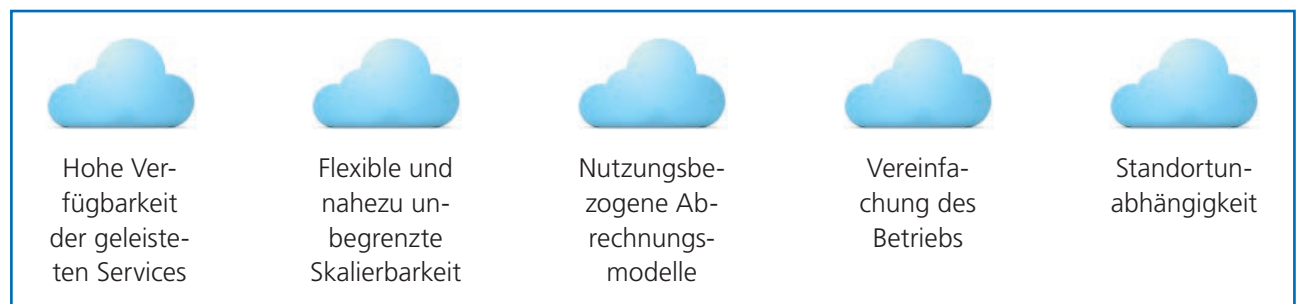 Hohe Ver-
fügbarkeit
der geleiste-
ten Services
Flexible und
nahezu un-
begrenzte
Skalierbarkeit
Nutzungsbe-
zogene Ab-
rechnungs-
modelle
Vereinfa-
chung des
Betriebs
Standortun-
abhängigkeit